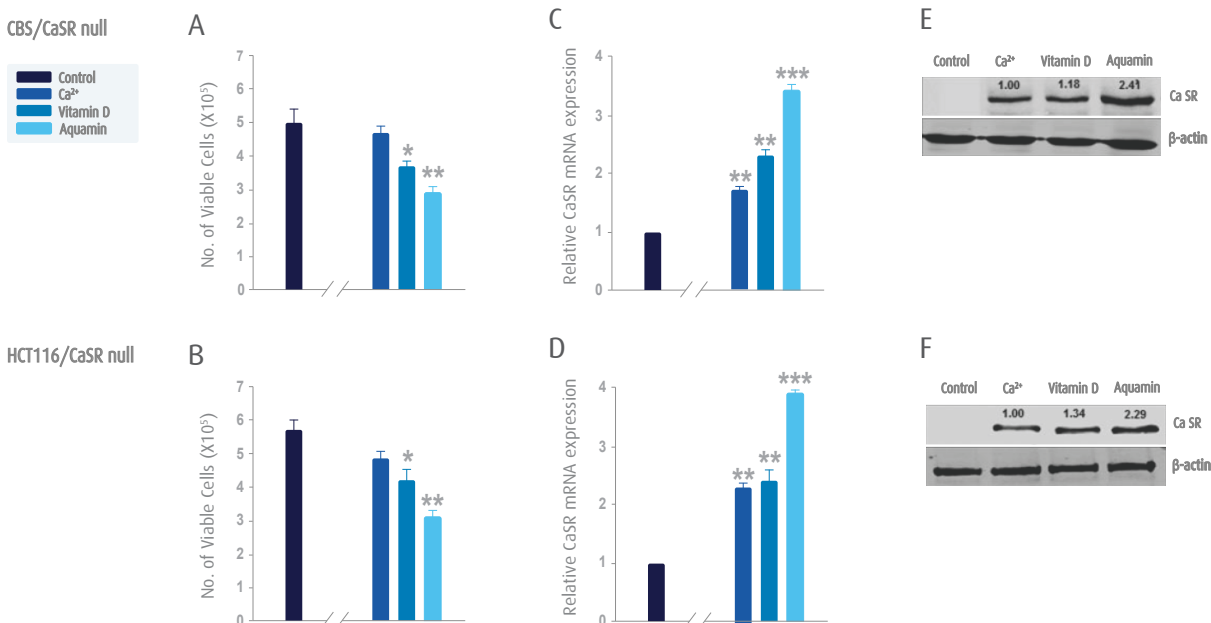 CBS/CaSR null
Control
Ca²⁺
Vitamin D
Aquamin
A
No. of Viable Cells (X10⁵)
7
6
5
4
3
2
1
0
*
**
C
Relative CaSR mRNA expression
4
3
2
1
0
**
**
***
E
Control Ca²⁺ Vitamin D Aquamin
1.00 1.18 2.41
Ca SR
β-actin
HCT116/CaSR null
B
No. of Viable Cells (X10⁵)
7
6
5
4
3
2
1
0
*
**
D
Relative CaSR mRNA expression
4
3
2
1
0
**
**
***
F
Control Ca²⁺ Vitamin D Aquamin
1.00 1.34 2.29
Ca SR
β-actin